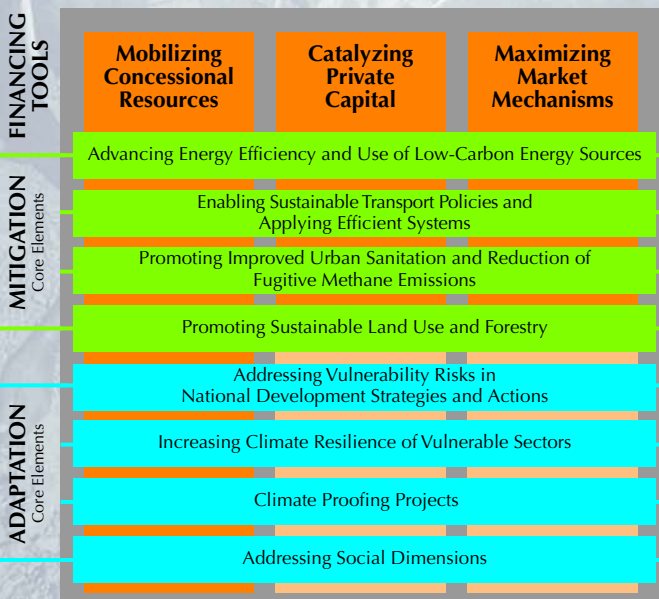 FINANCING
TOOLS
Mobilizing
Concessional
Resources
Catalyzing
Private
Capital
Maximizing
Market
Mechanisms
MITIGATION
Core Elements
Advancing Energy Efficiency and Use of Low-Carbon Energy Sources
Enabling Sustainable Transport Policies and
Applying Efficient Systems
Promoting Improved Urban Sanitation and Reduction of
Fugitive Methane Emissions
Promoting Sustainable Land Use and Forestry
ADAPTATION
Core Elements
Addressing Vulnerability Risks in
National Development Strategies and Actions
Increasing Climate Resilience of Vulnerable Sectors
Climate Proofing Projects
Addressing Social Dimensions